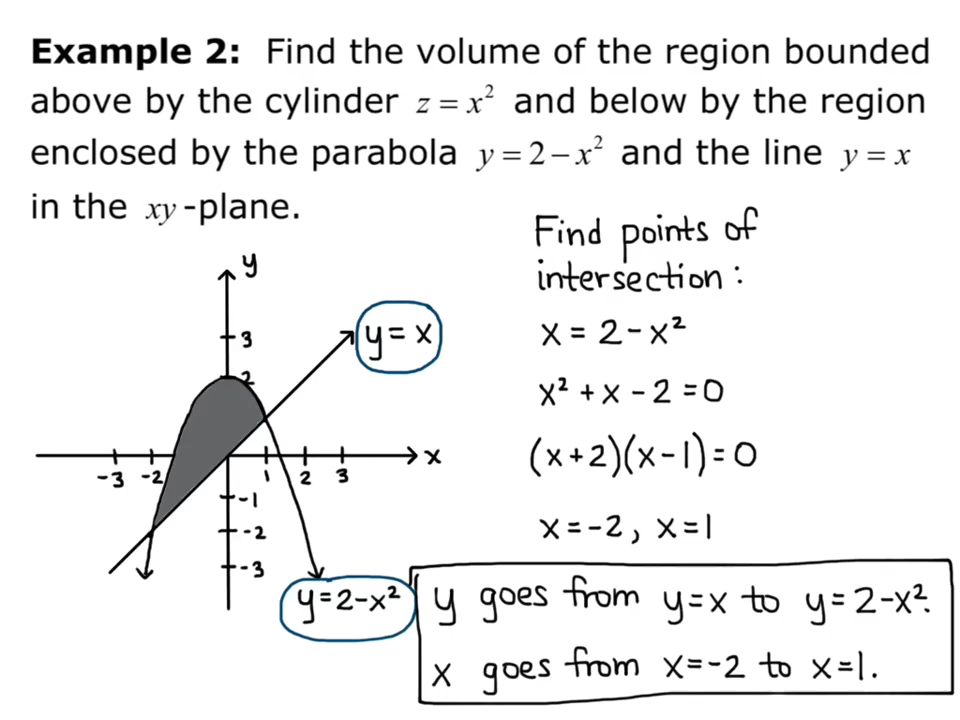 Example 2: Find the volume of the region bounded
above by the cylinder z = x² and below by the region
enclosed by the parabola y = 2 – x² and the line y = x
in the xy-plane.
Find points of
intersection:
x = 2 - x²
x² + x - 2 = 0
(x+2)(x-1) = 0
x = -2, x = 1
y
3
2
y = x
x
-3 -2 1 2 3
-1
-2
-3
y = 2-x²
y goes from y=x to y=2-x².
x goes from x=-2 to x=1.